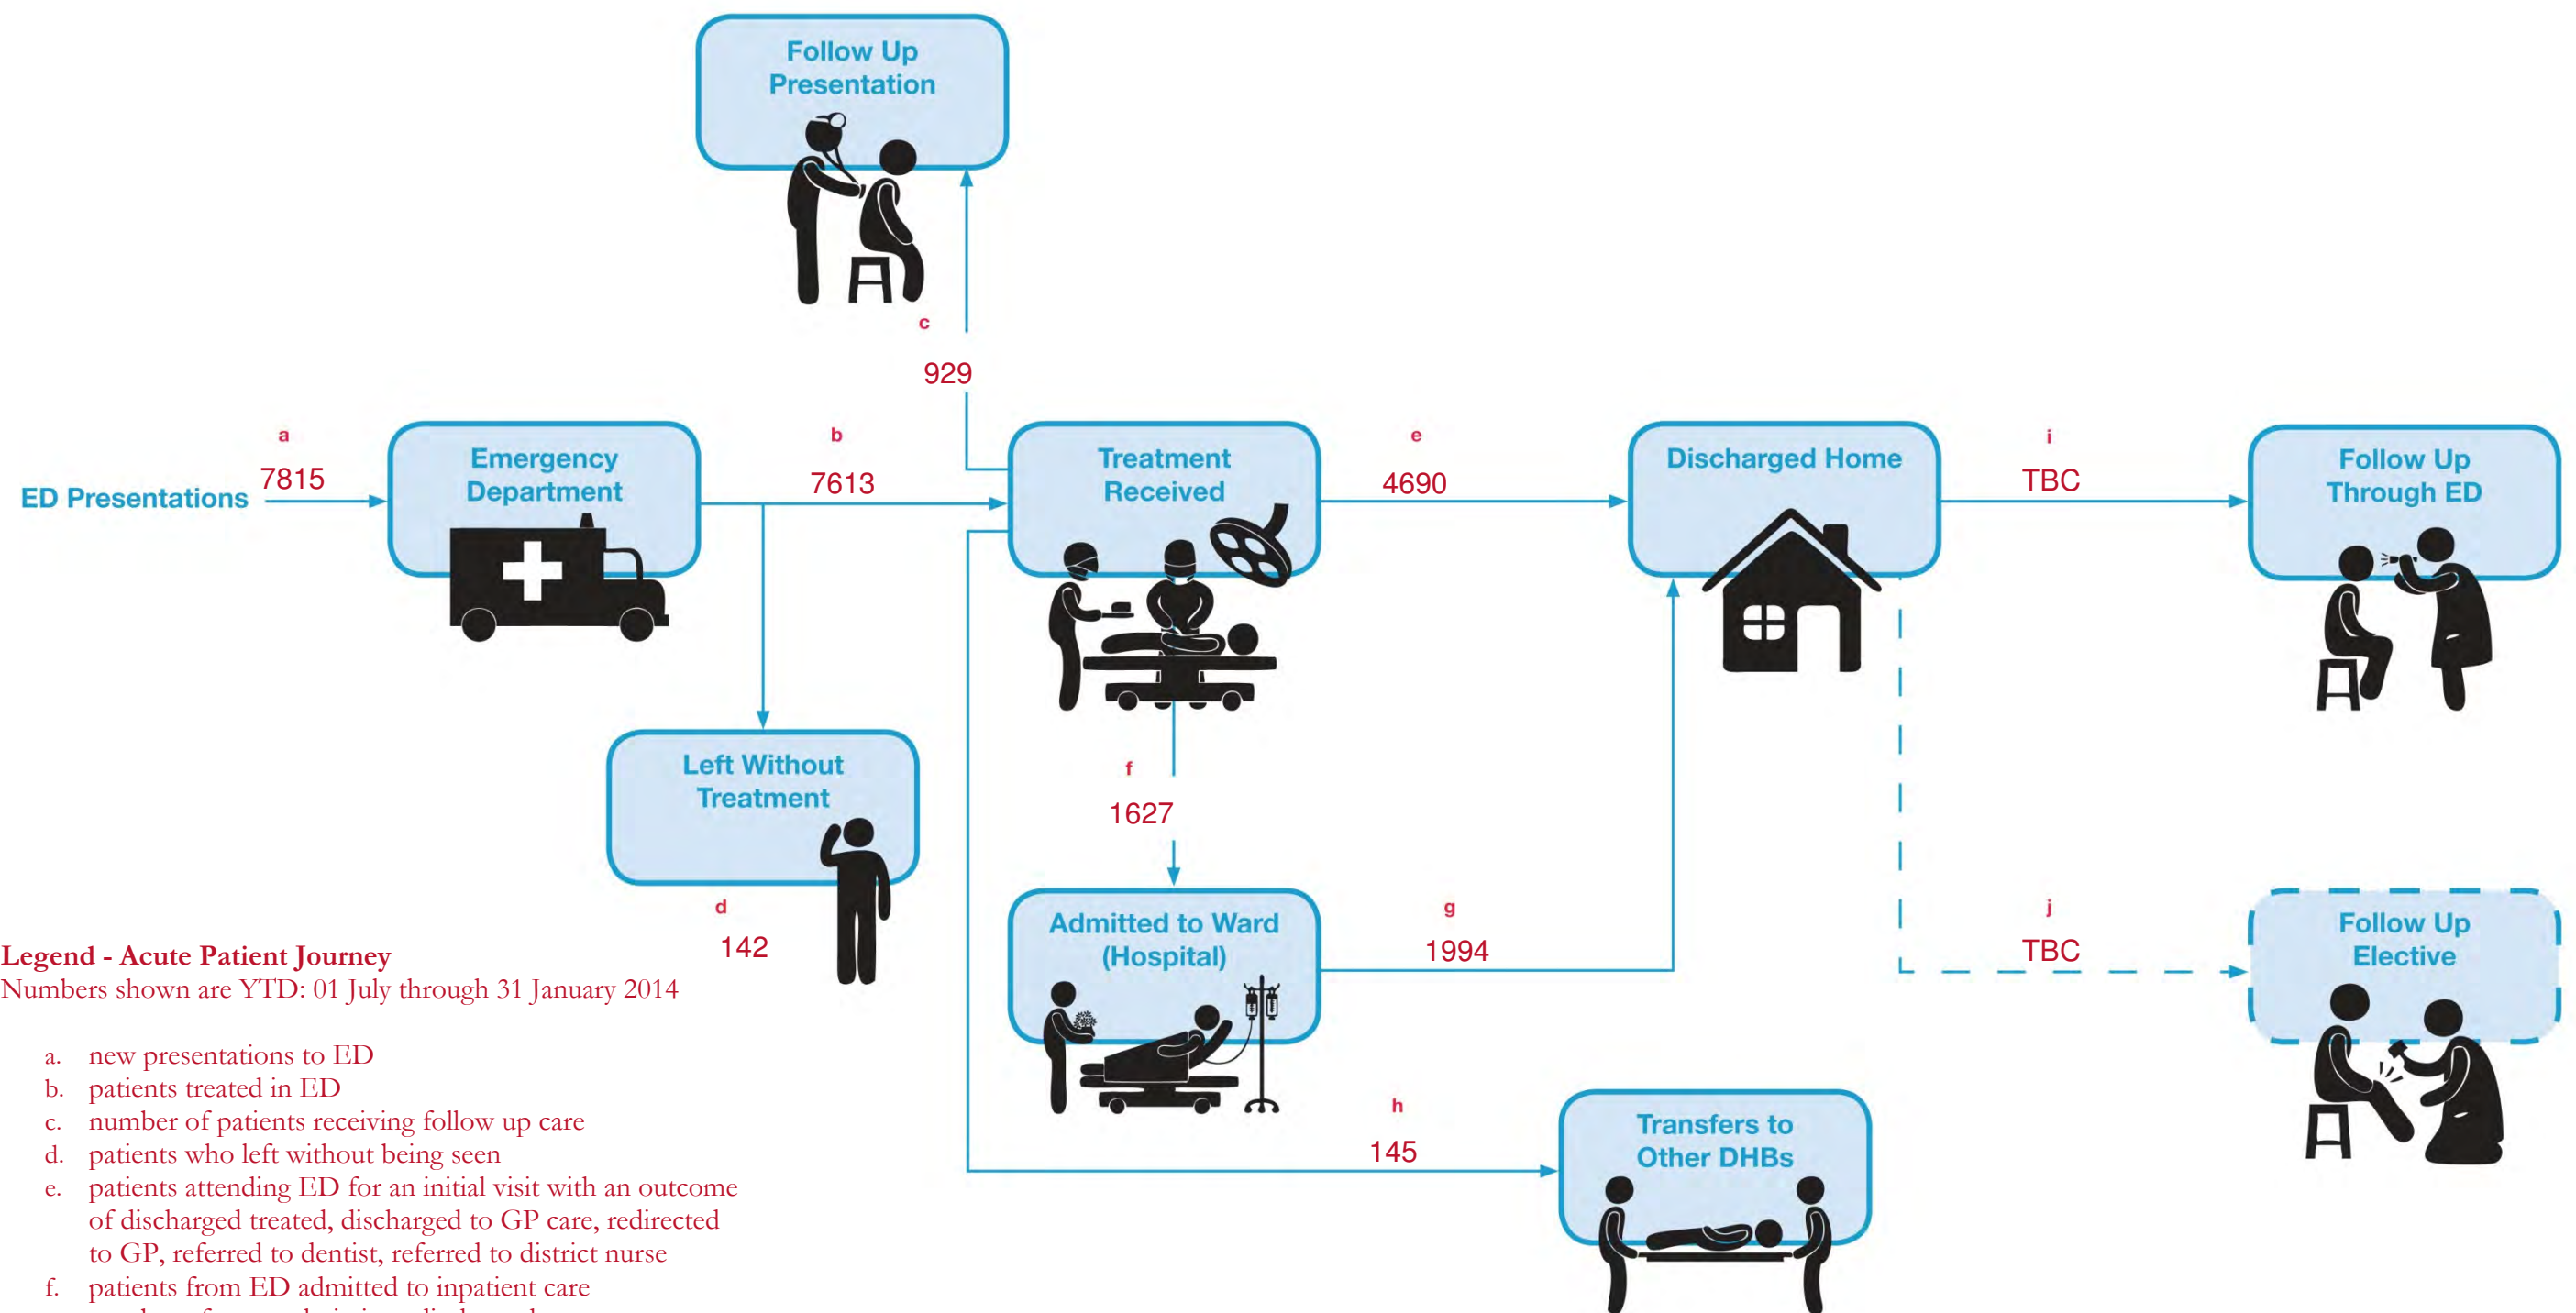 Follow Up
Presentation
c
929
a
7815
ED Presentations
Emergency
Department
b
7613
Treatment
Received
e
4690
Discharged Home
i
TBC
Follow Up
Through ED
Left Without
Treatment
d
142
f
1627
Admitted to Ward
(Hospital)
g
1994
j
TBC
Follow Up
Elective
h
145
Transfers to
Other DHBs
Legend - Acute Patient Journey
Numbers shown are YTD: 01 July through 31 January 2014
a. new presentations to ED
b. patients treated in ED
c. number of patients receiving follow up care
d. patients who left without being seen
e. patients attending ED for an initial visit with an outcome
of discharged treated, discharged to GP care, redirected
to GP, referred to dentist, referred to district nurse
f. patients from ED admitted to inpatient care